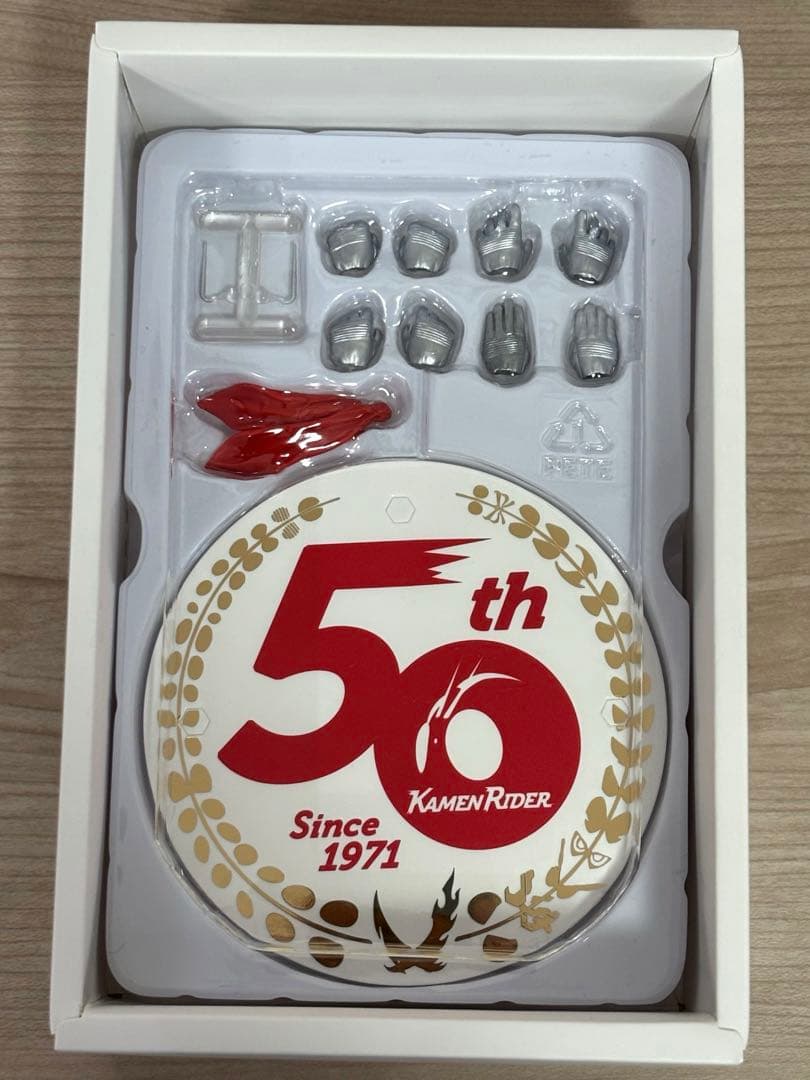 PETE
50th
KAMEN RIDER
Since
1971